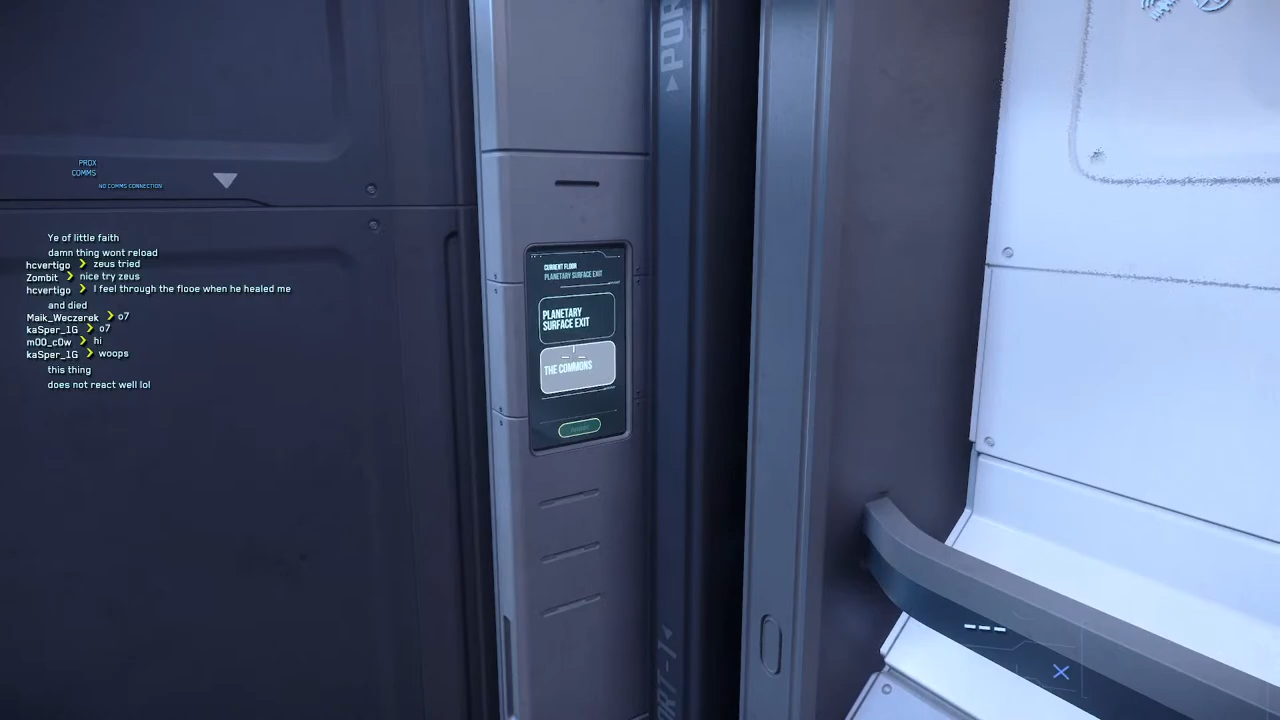 PROX
COMMS
NO COMMS CONNECTION
Ye of little faith
damn thing wont reload
hcvertigo > zeus tried
Zombit > nice try zeus
hcvertigo > I feel through the flooe when he healed me
and died
Maik_Weczerek > o7
kaSper_1G > o7
m00_c0w > hi
kaSper_1G > woops
this thing
does not react well lol
CURRENT FLOOR
PLANETARY SURFACE EXIT
PLANETARY
SURFACE EXIT
THE COMMONS
POR
ORT-1